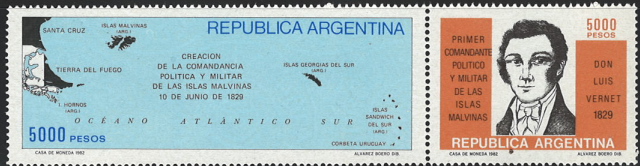 REPUBLICA ARGENTINA
SANTA CRUZ
ISLAS MALVINAS
(ARG.)
TIERRA DEL FUEGO
I. HORNOS
(ARG.)
CREACION
DE LA COMANDANCIA
POLITICA Y MILITAR
DE LAS ISLAS MALVINAS
10 DE JUNIO DE 1829
ISLAS GEORGIAS DEL SUR
(ARG.)
ISLAS
SANDWICH
DEL SUR
(ARG.)
OCÉANO ATLÁNTICO SUR
5000 PESOS
CORBETA URUGUAY
CASA DE MONEDA 1982
ALVAREZ BOERO DIB.
5000
PESOS
PRIMER
COMANDANTE
POLITICO
Y MILITAR
DE LAS
ISLAS
MALVINAS
DON
LUIS
VERNET
1829
REPUBLICA ARGENTINA
CASA DE MONEDA 1982
ALVAREZ BOERO DIB.